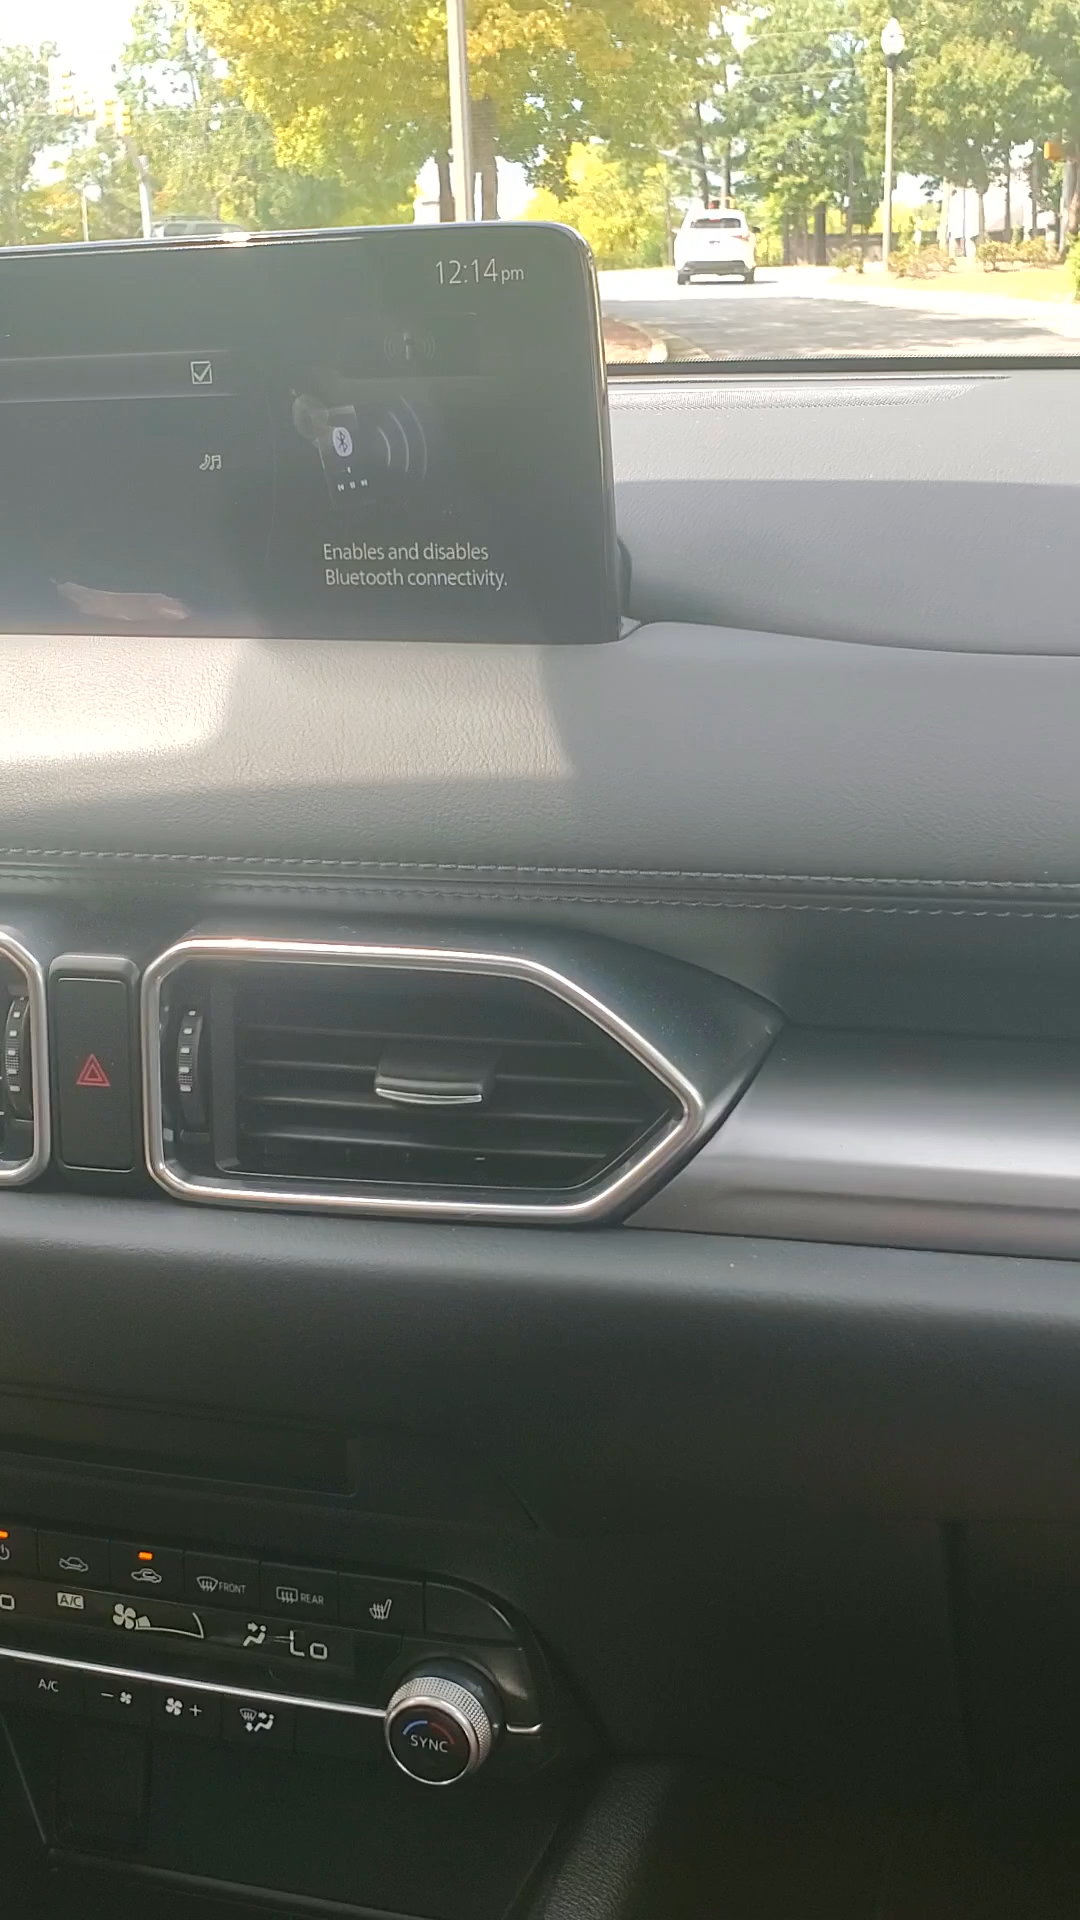 12:14pm
Enables and disables
Bluetooth connectivity.
FRONT
REAR
A/C
Lo
A/C
SYNC